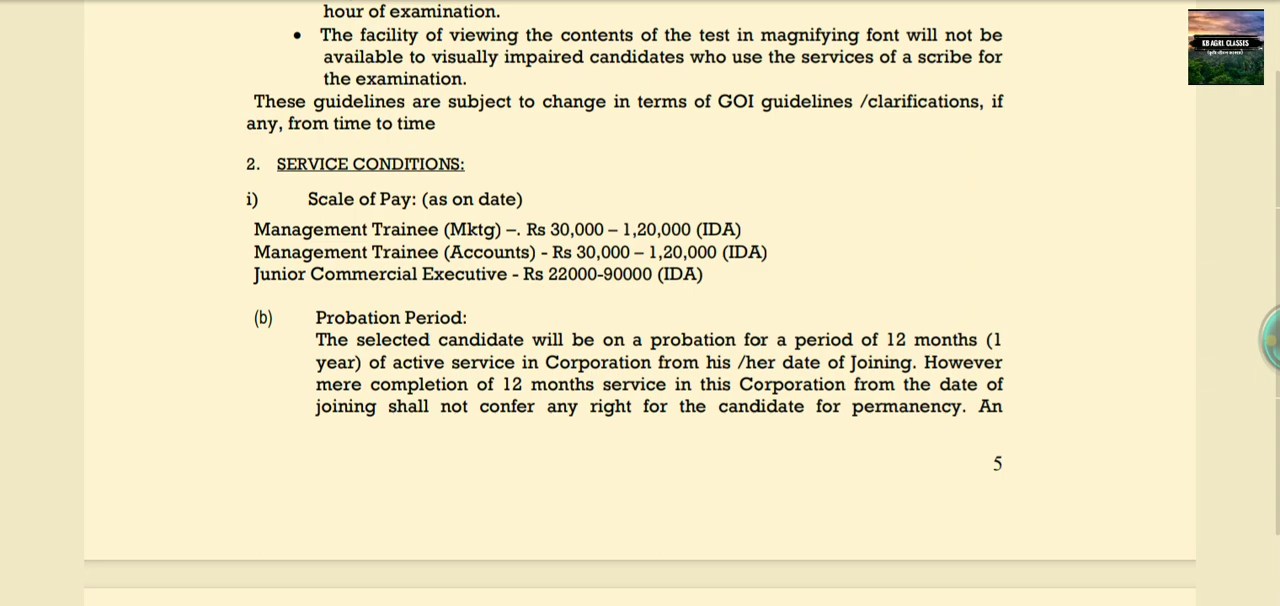 hour of examination.
• The facility of viewing the contents of the test in magnifying font will not be
available to visually impaired candidates who use the services of a scribe for
the examination.
These guidelines are subject to change in terms of GOI guidelines /clarifications, if
any, from time to time
2. SERVICE CONDITIONS:
i) Scale of Pay: (as on date)
Management Trainee (Mktg) –. Rs 30,000 – 1,20,000 (IDA)
Management Trainee (Accounts) - Rs 30,000 – 1,20,000 (IDA)
Junior Commercial Executive - Rs 22000-90000 (IDA)
(b) Probation Period:
The selected candidate will be on a probation for a period of 12 months (1
year) of active service in Corporation from his /her date of Joining. However
mere completion of 12 months service in this Corporation from the date of
joining shall not confer any right for the candidate for permanency. An
5
KB AGRI CLASSES